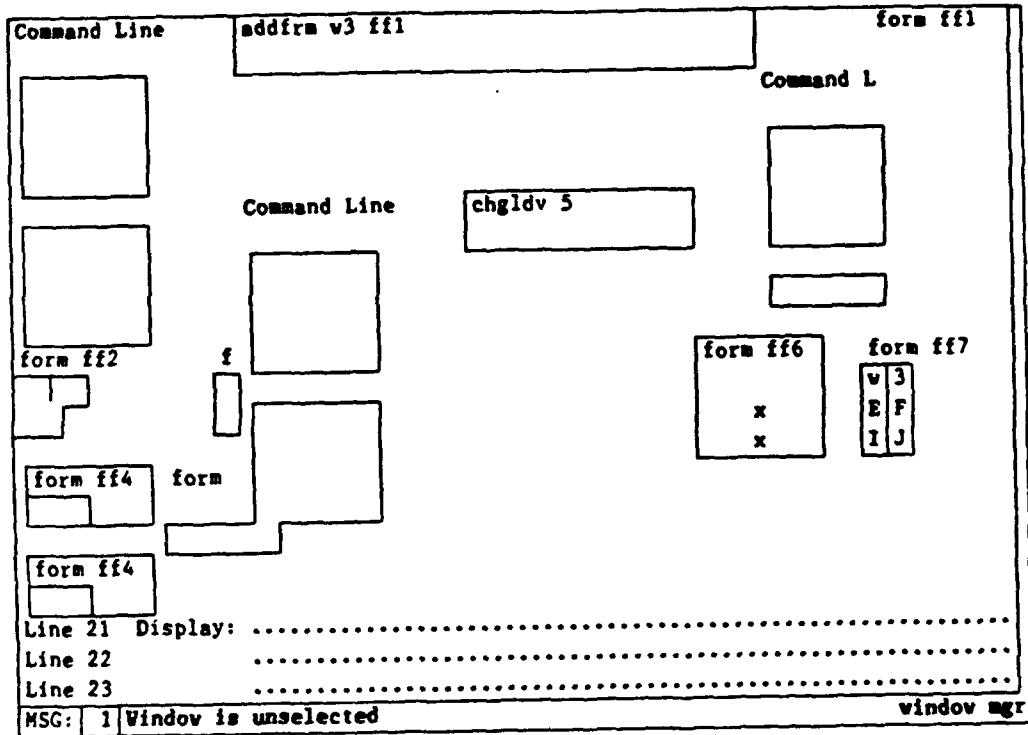 Command Line addfrm w3 ff1 form ff1
Command L
Command Line chgldv 5
form ff2 f form ff6 form ff7
w 3
x E F
x I J
form ff4 form
form ff4
Line 21 Display: ............................................................
Line 22 ............................................................
Line 23 ............................................................
MSG: 1 Window is unselected window mgr